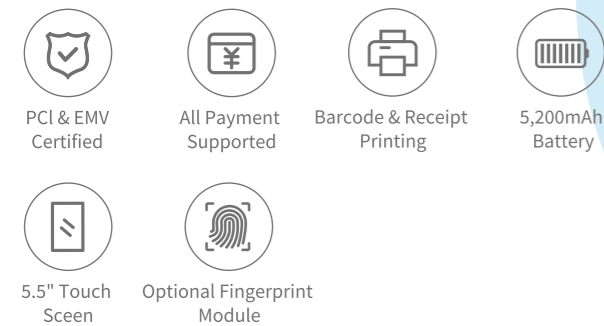 PCl & EMV
Certified
All Payment
Supported
Barcode & Receipt
Printing
5,200mAh
Battery
5.5" Touch
Sceen
Optional Fingerprint
Module